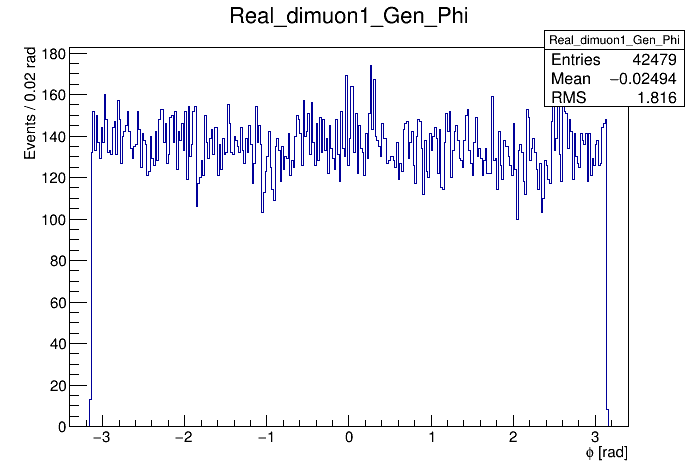 Real_dimuon1_Gen_Phi
Real_dimuon1_Gen_Phi
Entries 42479
Mean −0.02494
RMS 1.816
Events / 0.02 rad
180
160
140
120
100
80
60
40
20
0
−3 −2 −1 0 1 2 3
ϕ [rad]